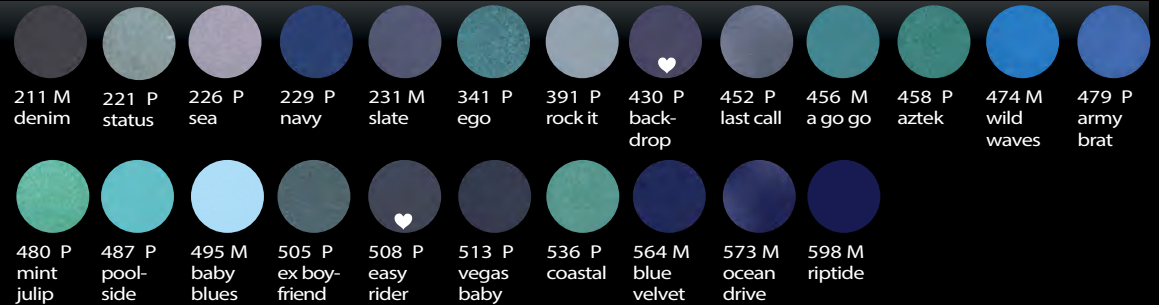 211 M 221 P 226 P 229 P 231 M 341 P 391 P 430 P 452 P 456 M 458 P 474 M 479 P
denim status sea navy slate ego rock it back- last call a go go aztek wild army
drop waves brat
480 P 487 P 495 M 505 P 508 P 513 P 536 P 564 M 573 M 598 M
mint pool- baby ex boy- easy vegas coastal blue ocean riptide
julip side blues friend rider baby velvet drive